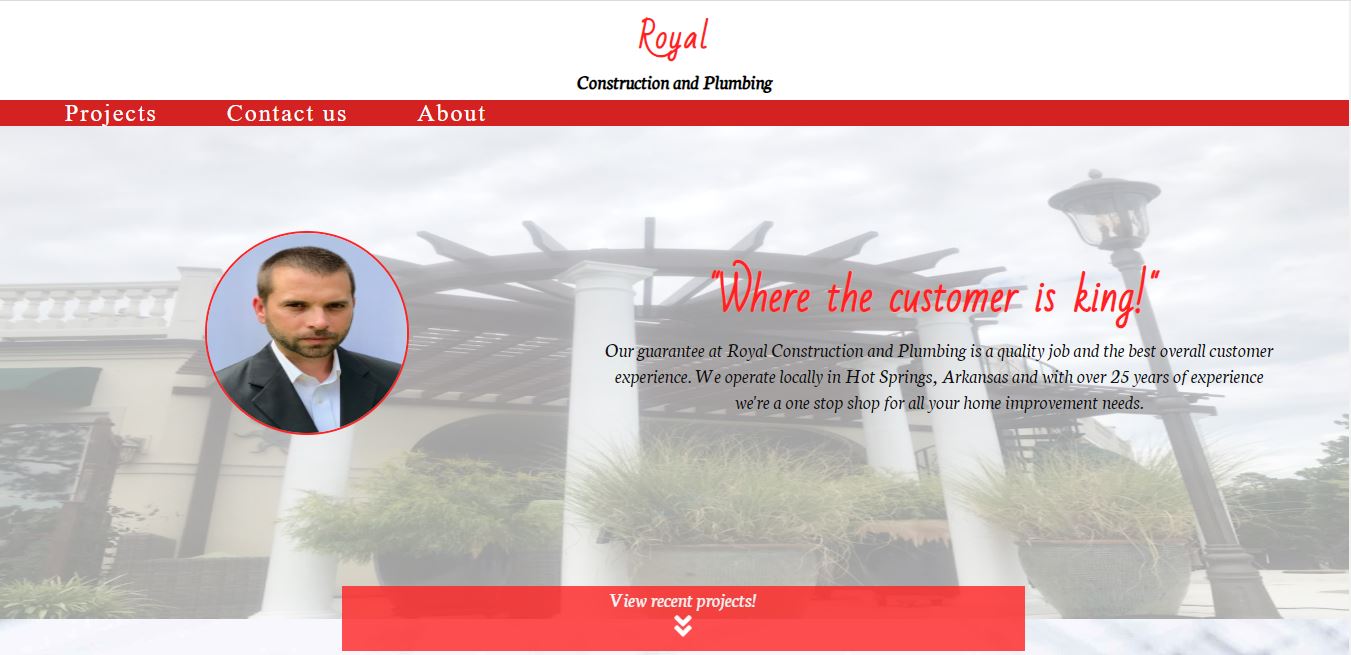 Royal
Construction and Plumbing
Projects Contact us About
"Where the customer is king!"
Our guarantee at Royal Construction and Plumbing is a quality job and the best overall customer
experience. We operate locally in Hot Springs, Arkansas and with over 25 years of experience
we're a one stop shop for all your home improvement needs.
View recent projects!